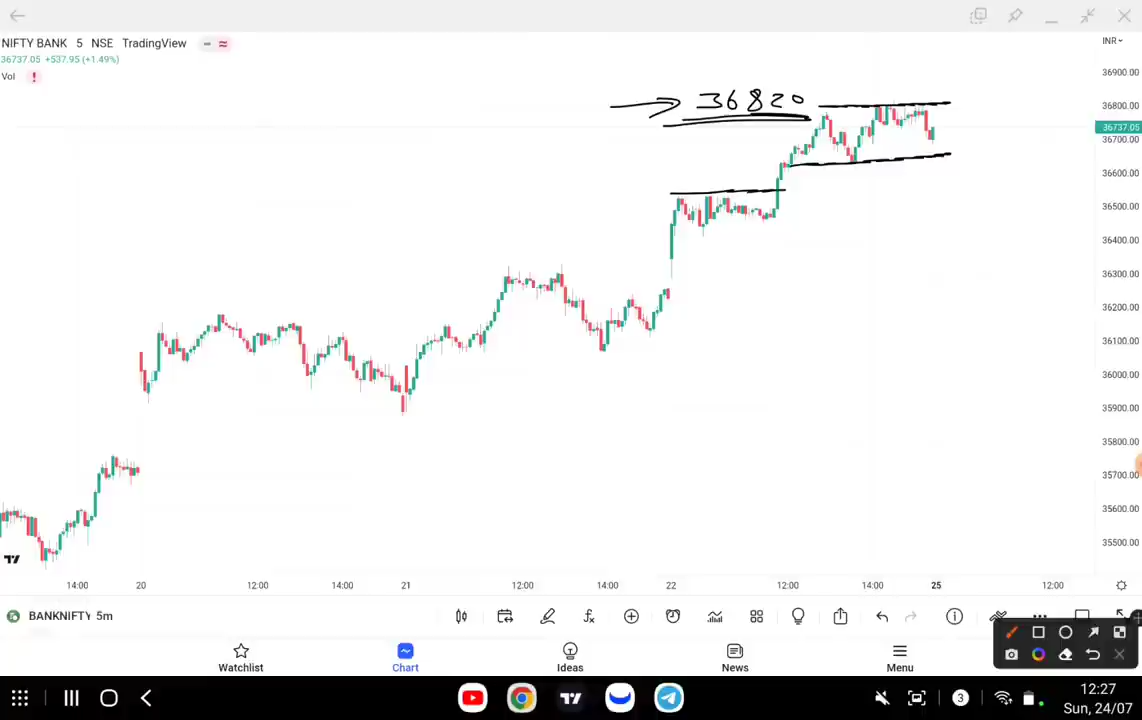 NIFTY BANK 5 NSE TradingView
36737.05 +537.95 (+1.49%)
Vol
INR
36820
36900.00
36800.00
36737.05
36700.00
36600.00
36500.00
36400.00
36300.00
36200.00
36100.00
36000.00
35900.00
35800.00
35700.00
35600.00
35500.00
14:00 20 12:00 14:00 21 12:00 14:00 22 12:00 14:00 25 12:00
BANKNIFTY 5m
Watchlist Chart Ideas News Menu
3
12:27
Sun, 24/07